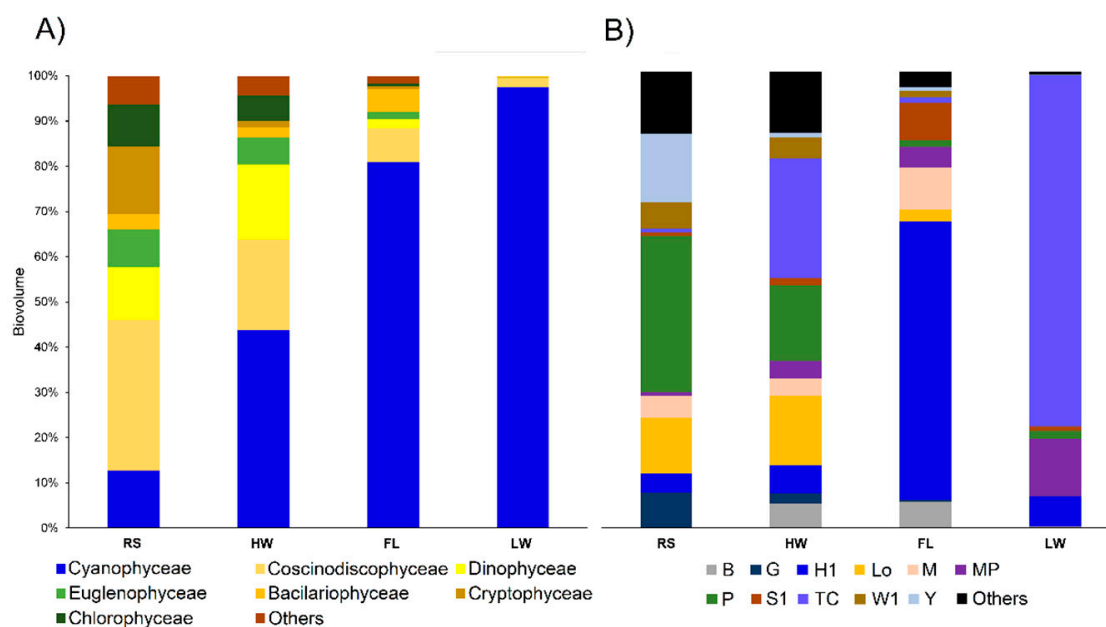 A)
B)
100%
90%
80%
70%
60%
50%
40%
30%
20%
10%
0%
Biovolume
RS HW FL LW
RS HW FL LW
Cyanophyceae Coscinodiscophyceae Dinophyceae
Euglenophyceae Bacilariophyceae Cryptophyceae
Chlorophyceae Others
B G H1 Lo M MP
P S1 TC W1 Y Others